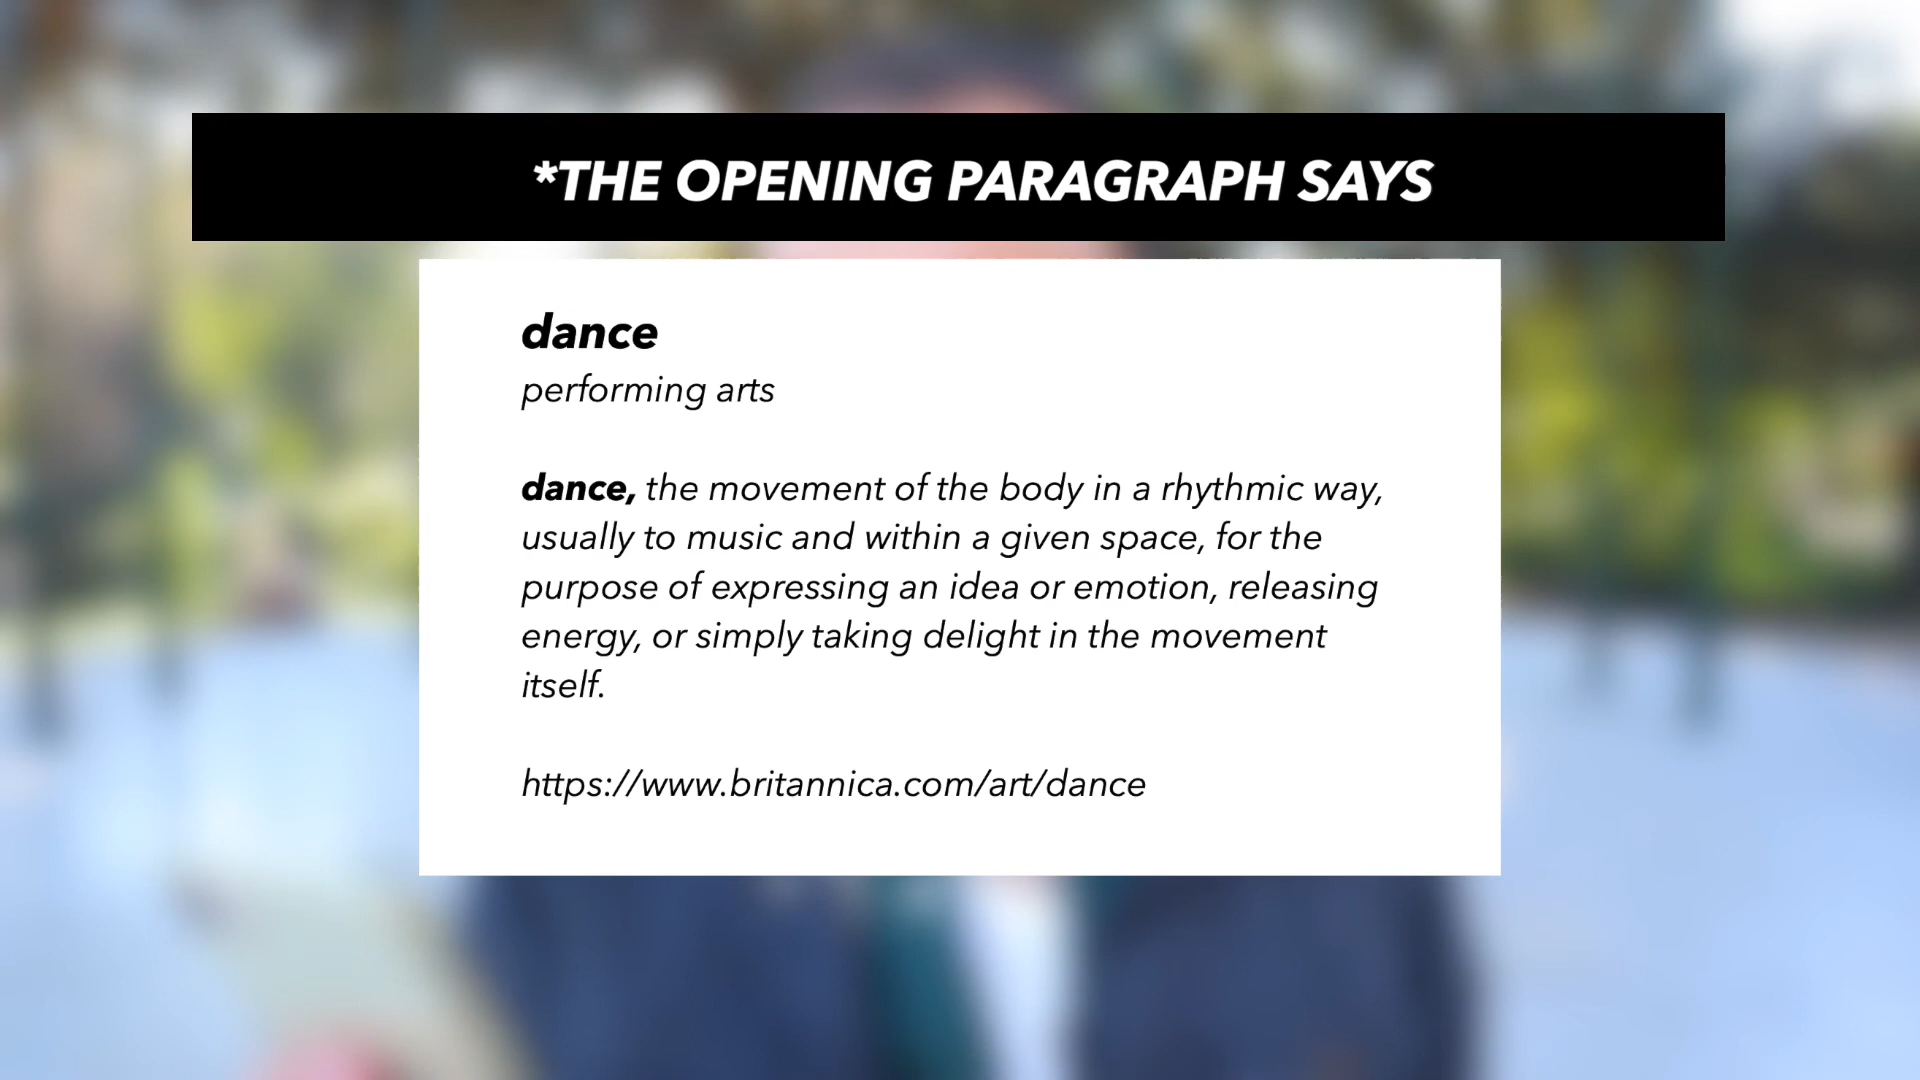 *THE OPENING PARAGRAPH SAYS
dance
performing arts
dance, the movement of the body in a rhythmic way,
usually to music and within a given space, for the
purpose of expressing an idea or emotion, releasing
energy, or simply taking delight in the movement
itself.
https://www.britannica.com/art/dance